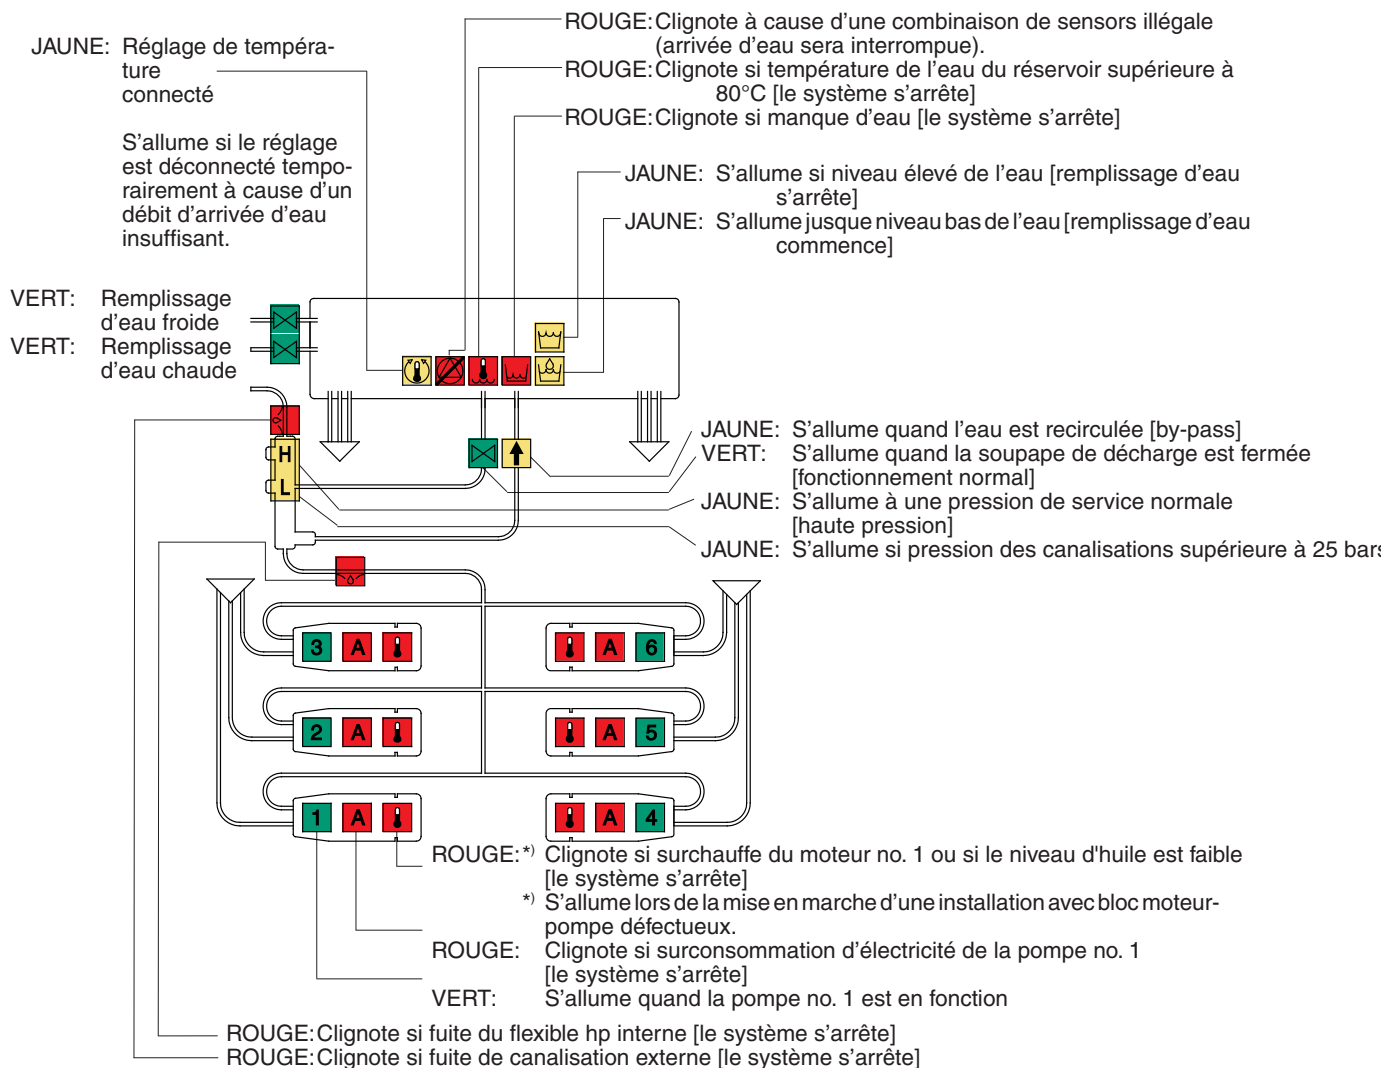 ROUGE: Clignote à cause d'une combinaison de sensors illégale
(arrivée d'eau sera interrompue).
ROUGE: Clignote si température de l'eau du réservoir supérieure à
80°C [le système s'arrête]
ROUGE: Clignote si manque d'eau [le système s'arrête]
JAUNE: Réglage de tempéra-
ture
connecté
S'allume si le réglage
est déconnecté tempo-
rairement à cause d'un
débit d'arrivée d'eau
insuffisant.
JAUNE: S'allume si niveau élevé de l'eau [remplissage d'eau
s'arrête]
JAUNE: S'allume jusque niveau bas de l'eau [remplissage d'eau
commence]
VERT: Remplissage
d'eau froide
VERT: Remplissage
d'eau chaude
H
L
JAUNE: S'allume quand l'eau est recirculée [by-pass]
VERT: S'allume quand la soupape de décharge est fermée
[fonctionnement normal]
JAUNE: S'allume à une pression de service normale
[haute pression]
JAUNE: S'allume si pression des canalisations supérieure à 25 bars
3 A A 6
2 A A 5
1 A A 4
ROUGE: *) Clignote si surchauffe du moteur no. 1 ou si le niveau d'huile est faible
[le système s'arrête]
*) S'allume lors de la mise en marche d'une installation avec bloc moteur-
pompe défectueux.
ROUGE: Clignote si surconsommation d'électricité de la pompe no. 1
[le système s'arrête]
VERT: S'allume quand la pompe no. 1 est en fonction
ROUGE: Clignote si fuite du flexible hp interne [le système s'arrête]
ROUGE: Clignote si fuite de canalisation externe [le système s'arrête]